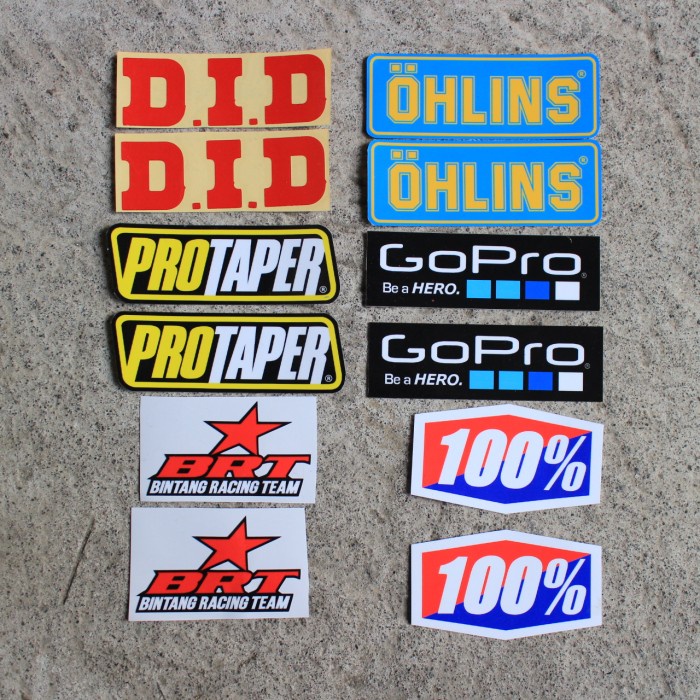 D.I.D
D.I.D
ÖHLINS®
ÖHLINS®
PROTAPER®
PROTAPER®
GoPro®
Be a HERO.
GoPro®
Be a HERO.
BRT
BINTANG RACING TEAM
BRT
BINTANG RACING TEAM
100%
100%